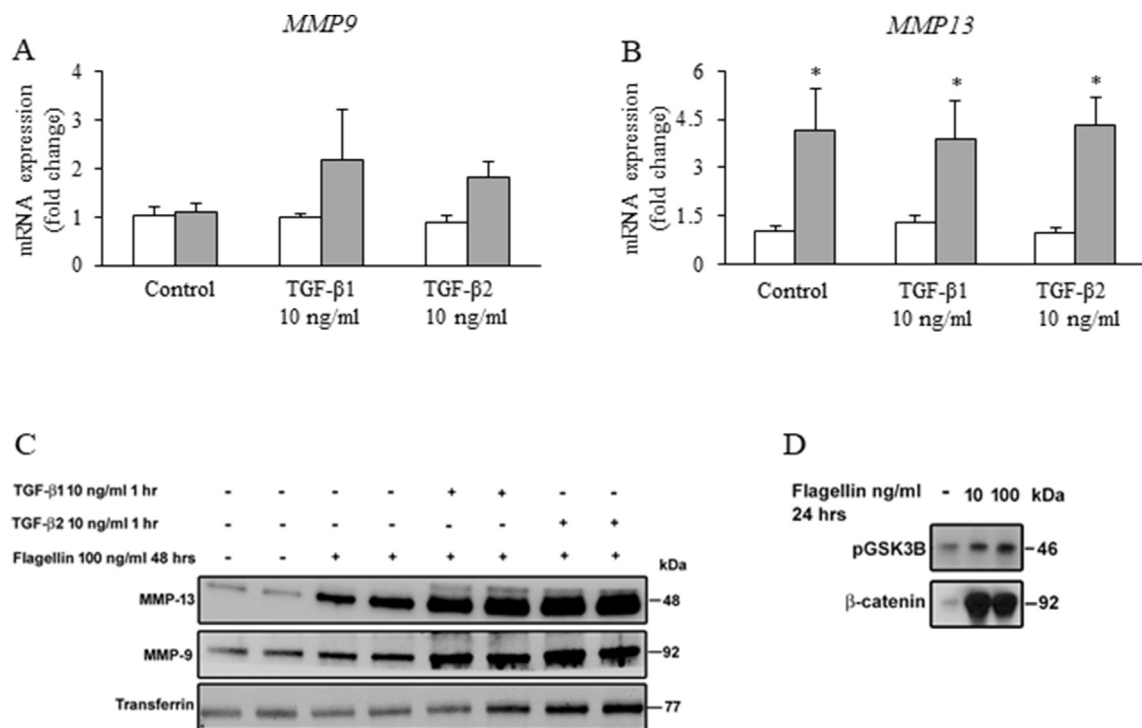 A
MMP9
mRNA expression
(fold change)
4
3
2
1
0
Control
TGF-β1
10 ng/ml
TGF-β2
10 ng/ml
B
MMP13
mRNA expression
(fold change)
6
4.5
3
1.5
0
*
*
*
Control
TGF-β1
10 ng/ml
TGF-β2
10 ng/ml
C
TGF-β1 10 ng/ml 1 hr - - - - + + - -
TGF-β2 10 ng/ml 1 hr - - - - - - + +
Flagellin 100 ng/ml 48 hrs - - + + + + + + kDa
MMP-13 -48
MMP-9 -92
Transferrin -77
D
Flagellin ng/ml - 10 100 kDa
24 hrs
pGSK3B -46
β-catenin -92